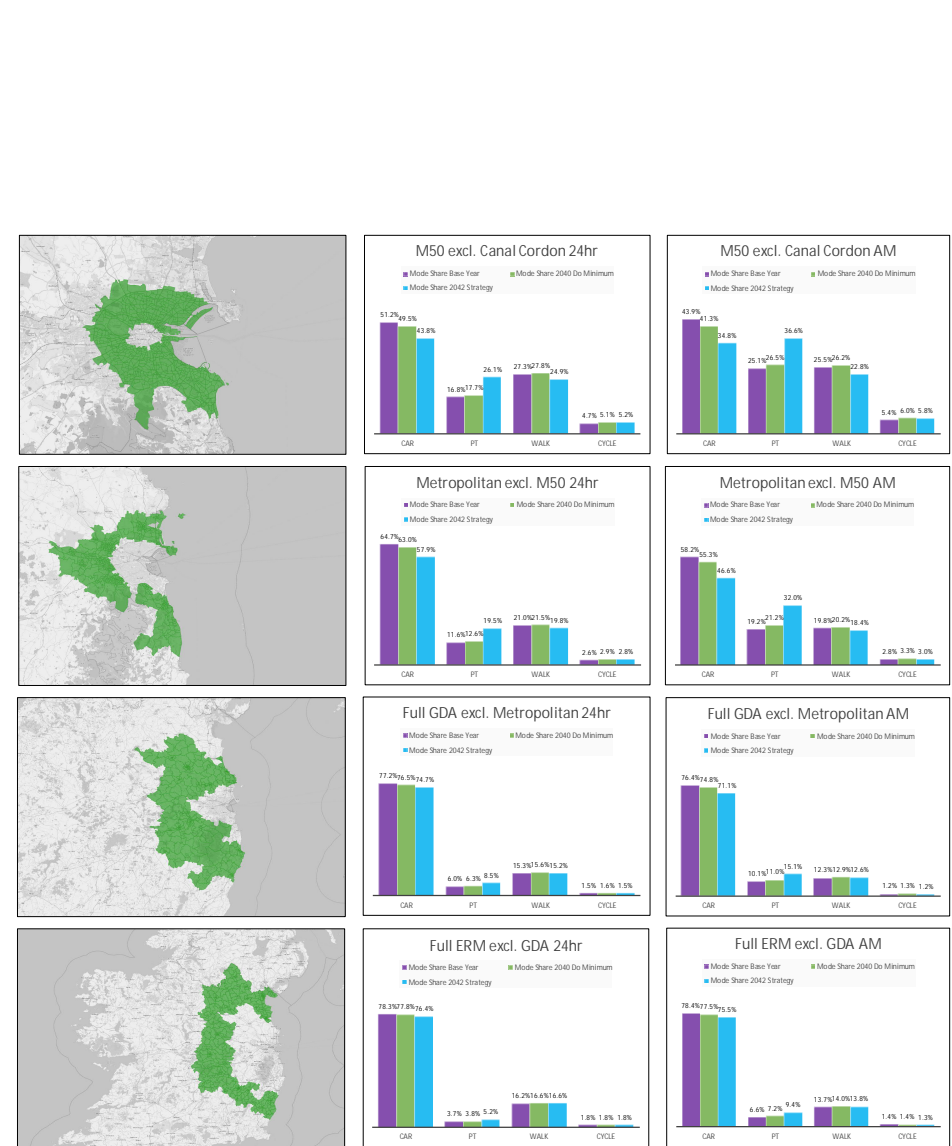 M50 excl. Canal Cordon 24hr
Mode Share Base Year Mode Share 2040 Do Minimum
Mode Share 2042 Strategy
51.2% 49.5% 43.8% 16.8% 17.7% 26.1% 27.3% 27.8% 24.9% 4.7% 5.1% 5.2%
CAR PT WALK CYCLE
M50 excl. Canal Cordon AM
Mode Share Base Year Mode Share 2040 Do Minimum
Mode Share 2042 Strategy
43.9% 41.3% 34.8% 25.1% 26.5% 36.6% 25.5% 26.2% 22.8% 5.4% 6.0% 5.8%
CAR PT WALK CYCLE
Metropolitan excl. M50 24hr
Mode Share Base Year Mode Share 2040 Do Minimum
Mode Share 2042 Strategy
64.7% 63.0% 57.9% 11.6% 12.6% 19.5% 21.0% 21.5% 19.8% 2.6% 2.9% 2.8%
CAR PT WALK CYCLE
Metropolitan excl. M50 AM
Mode Share Base Year Mode Share 2040 Do Minimum
Mode Share 2042 Strategy
58.2% 55.3% 46.6% 19.2% 21.2% 32.0% 19.8% 20.2% 18.4% 2.8% 3.3% 3.0%
CAR PT WALK CYCLE
Full GDA excl. Metropolitan 24hr
Mode Share Base Year Mode Share 2040 Do Minimum
Mode Share 2042 Strategy
77.2% 76.5% 74.7% 6.0% 6.3% 8.5% 15.3% 15.6% 15.2% 1.5% 1.6% 1.5%
CAR PT WALK CYCLE
Full GDA excl. Metropolitan AM
Mode Share Base Year Mode Share 2040 Do Minimum
Mode Share 2042 Strategy
76.4% 74.8% 71.1% 10.1% 11.0% 15.1% 12.3% 12.9% 12.6% 1.2% 1.3% 1.2%
CAR PT WALK CYCLE
Full ERM excl. GDA 24hr
Mode Share Base Year Mode Share 2040 Do Minimum
Mode Share 2042 Strategy
78.3% 77.8% 76.4% 3.7% 3.8% 5.2% 16.2% 16.6% 16.6% 1.8% 1.8% 1.8%
CAR PT WALK CYCLE
Full ERM excl. GDA AM
Mode Share Base Year Mode Share 2040 Do Minimum
Mode Share 2042 Strategy
78.4% 77.5% 75.5% 6.6% 7.2% 9.4% 13.7% 14.0% 13.8% 1.4% 1.4% 1.3%
CAR PT WALK CYCLE